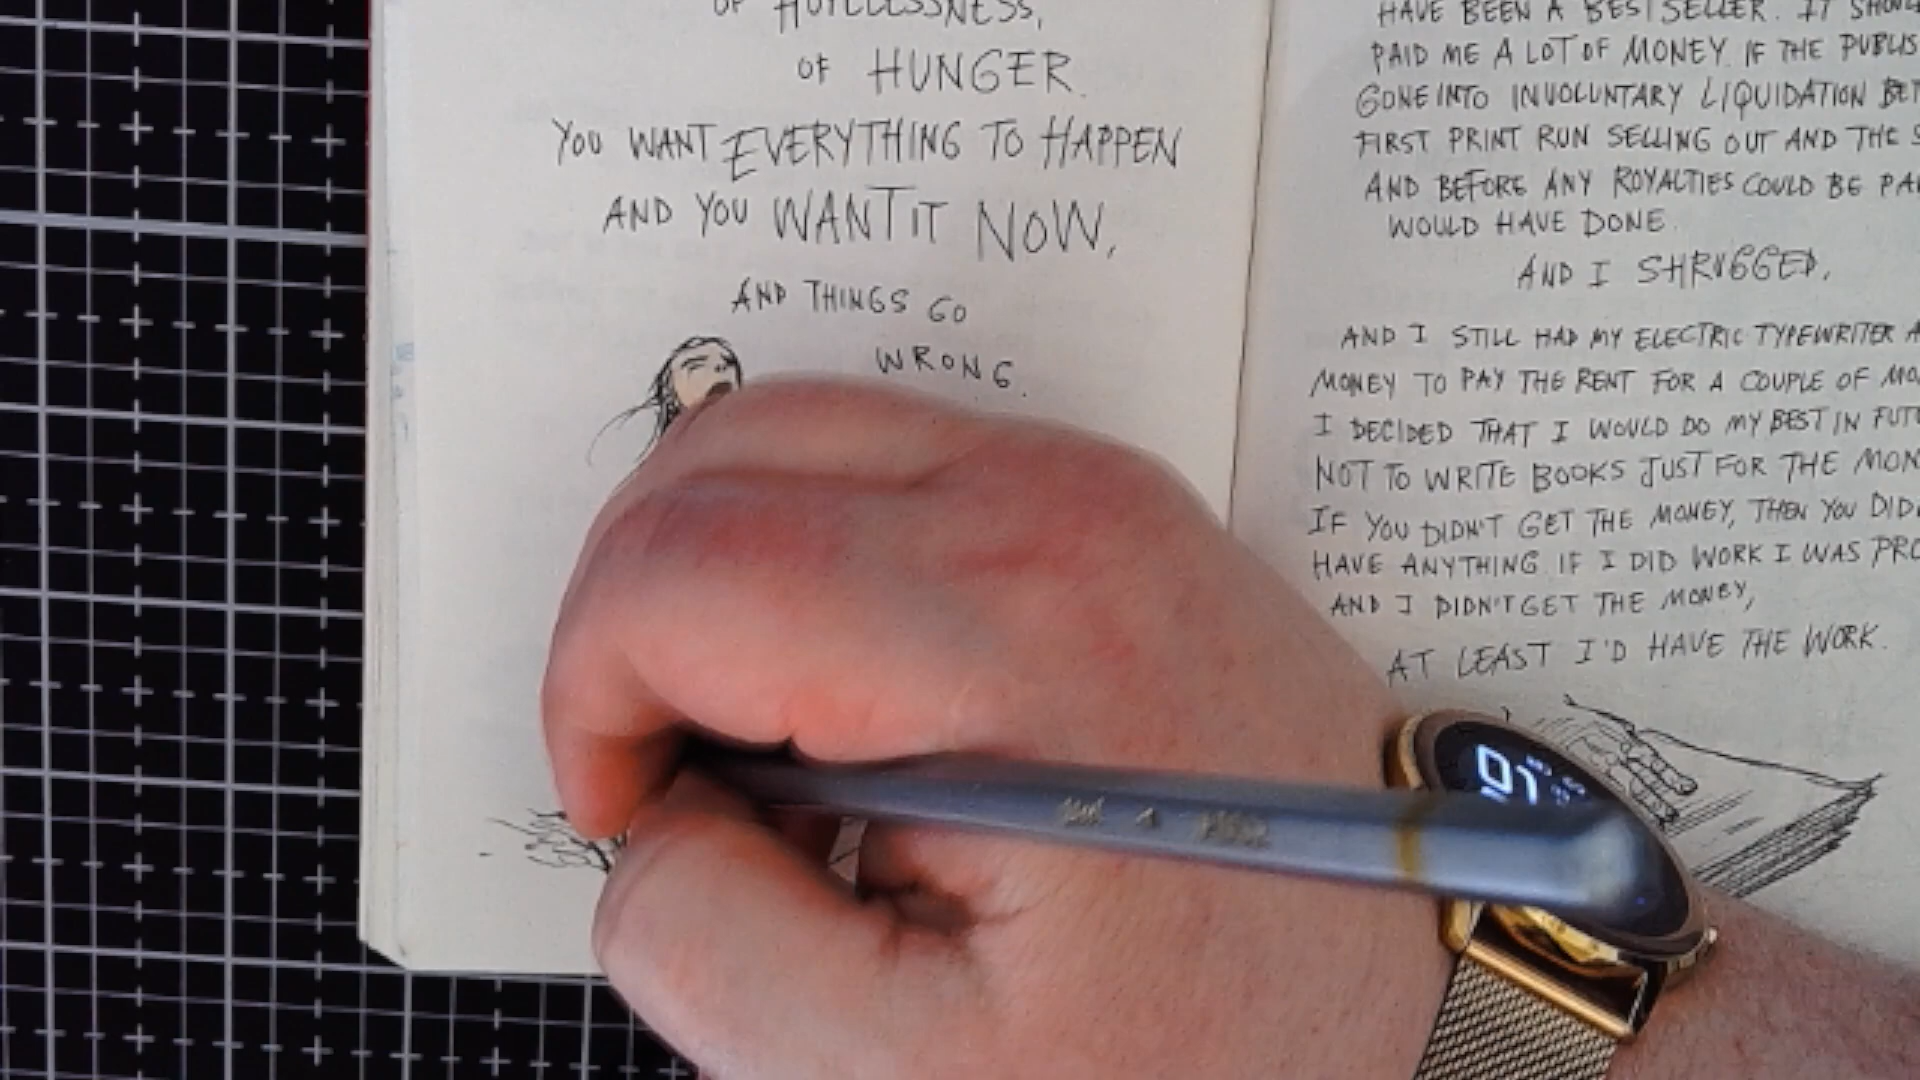 OF
OF HUNGER.
YOU WANT EVERYTHING TO HAPPEN
AND YOU WANT IT NOW,
AND THINGS GO
WRONG.
HAVE BEEN A BESTSELLER. IT
PAID ME A LOT OF MONEY IF THE
GONE INTO INVOLUNTARY LIQUIDATION
FIRST PRINT RUN SELLING OUT AND THE
AND BEFORE ANY ROYALTIES COULD BE
WOULD HAVE DONE.
AND I SHRUGGED,
AND I STILL HAD MY ELECTRIC TYPEWRITER
MONEY TO PAY THE RENT FOR A COUPLE OF
I DECIDED THAT I WOULD DO MY BEST IN
NOT TO WRITE BOOKS JUST FOR THE
IF YOU DIDN'T GET THE MONEY, THEN YOU
HAVE ANYTHING. IF I DID WORK I WAS
AND I DIDN'T GET THE MONEY,
AT LEAST I'D HAVE THE WORK.